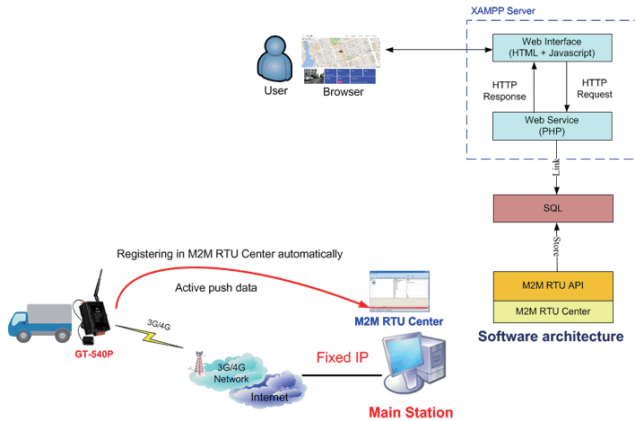 XAMPP Server
Web Interface
(HTML + Javascript)
User
Browser
HTTP
Response
HTTP
Request
Web Service
(PHP)
Link
SQL
Store
Registering in M2M RTU Center automatically
Active push data
M2M RTU API
M2M RTU Center
M2M RTU Center
Software architecture
3G/4G
GT-540P
3G/4G
Network
Internet
Fixed IP
Main Station